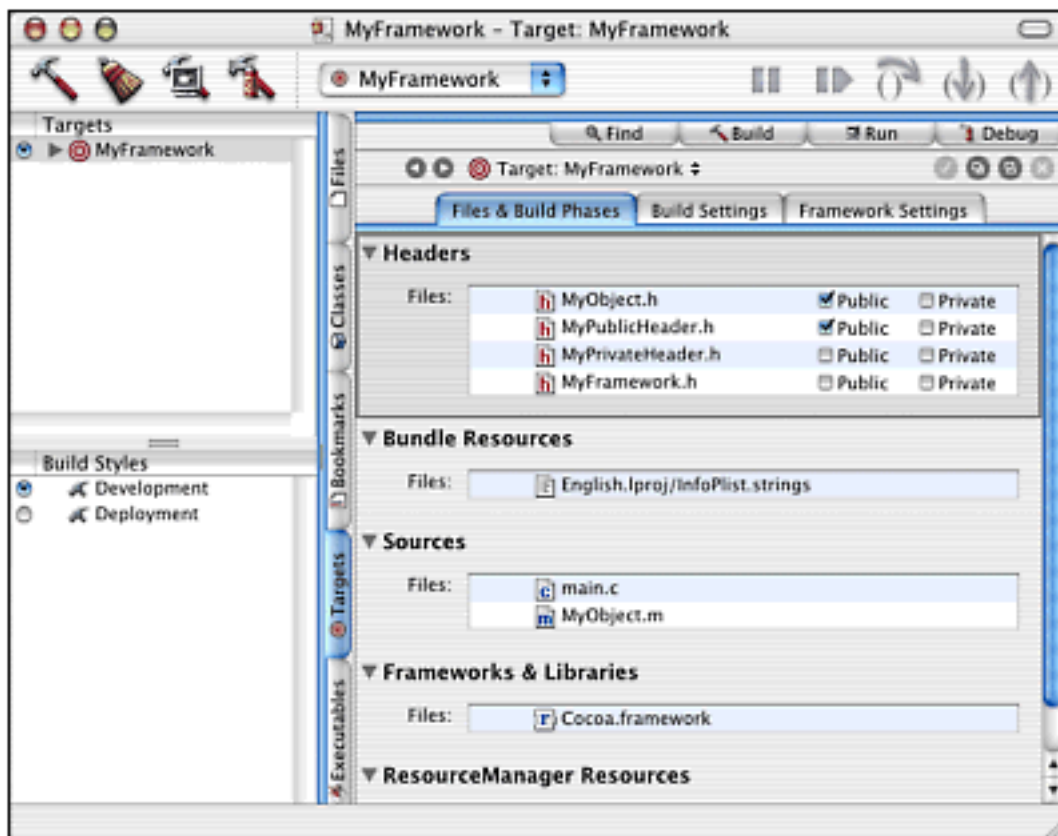 MyFramework - Target: MyFramework
MyFramework
Targets
MyFramework
Build Styles
Development
Deployment
Files
Classes
Bookmarks
Targets
Executables
Find Build Run Debug
Target: MyFramework
Files & Build Phases Build Settings Framework Settings
Headers
Files: MyObject.h Public Private
MyPublicHeader.h Public Private
MyPrivateHeader.h Public Private
MyFramework.h Public Private
Bundle Resources
Files: English.lproj/InfoPlist.strings
Sources
Files: main.c
MyObject.m
Frameworks & Libraries
Files: Cocoa.framework
ResourceManager Resources